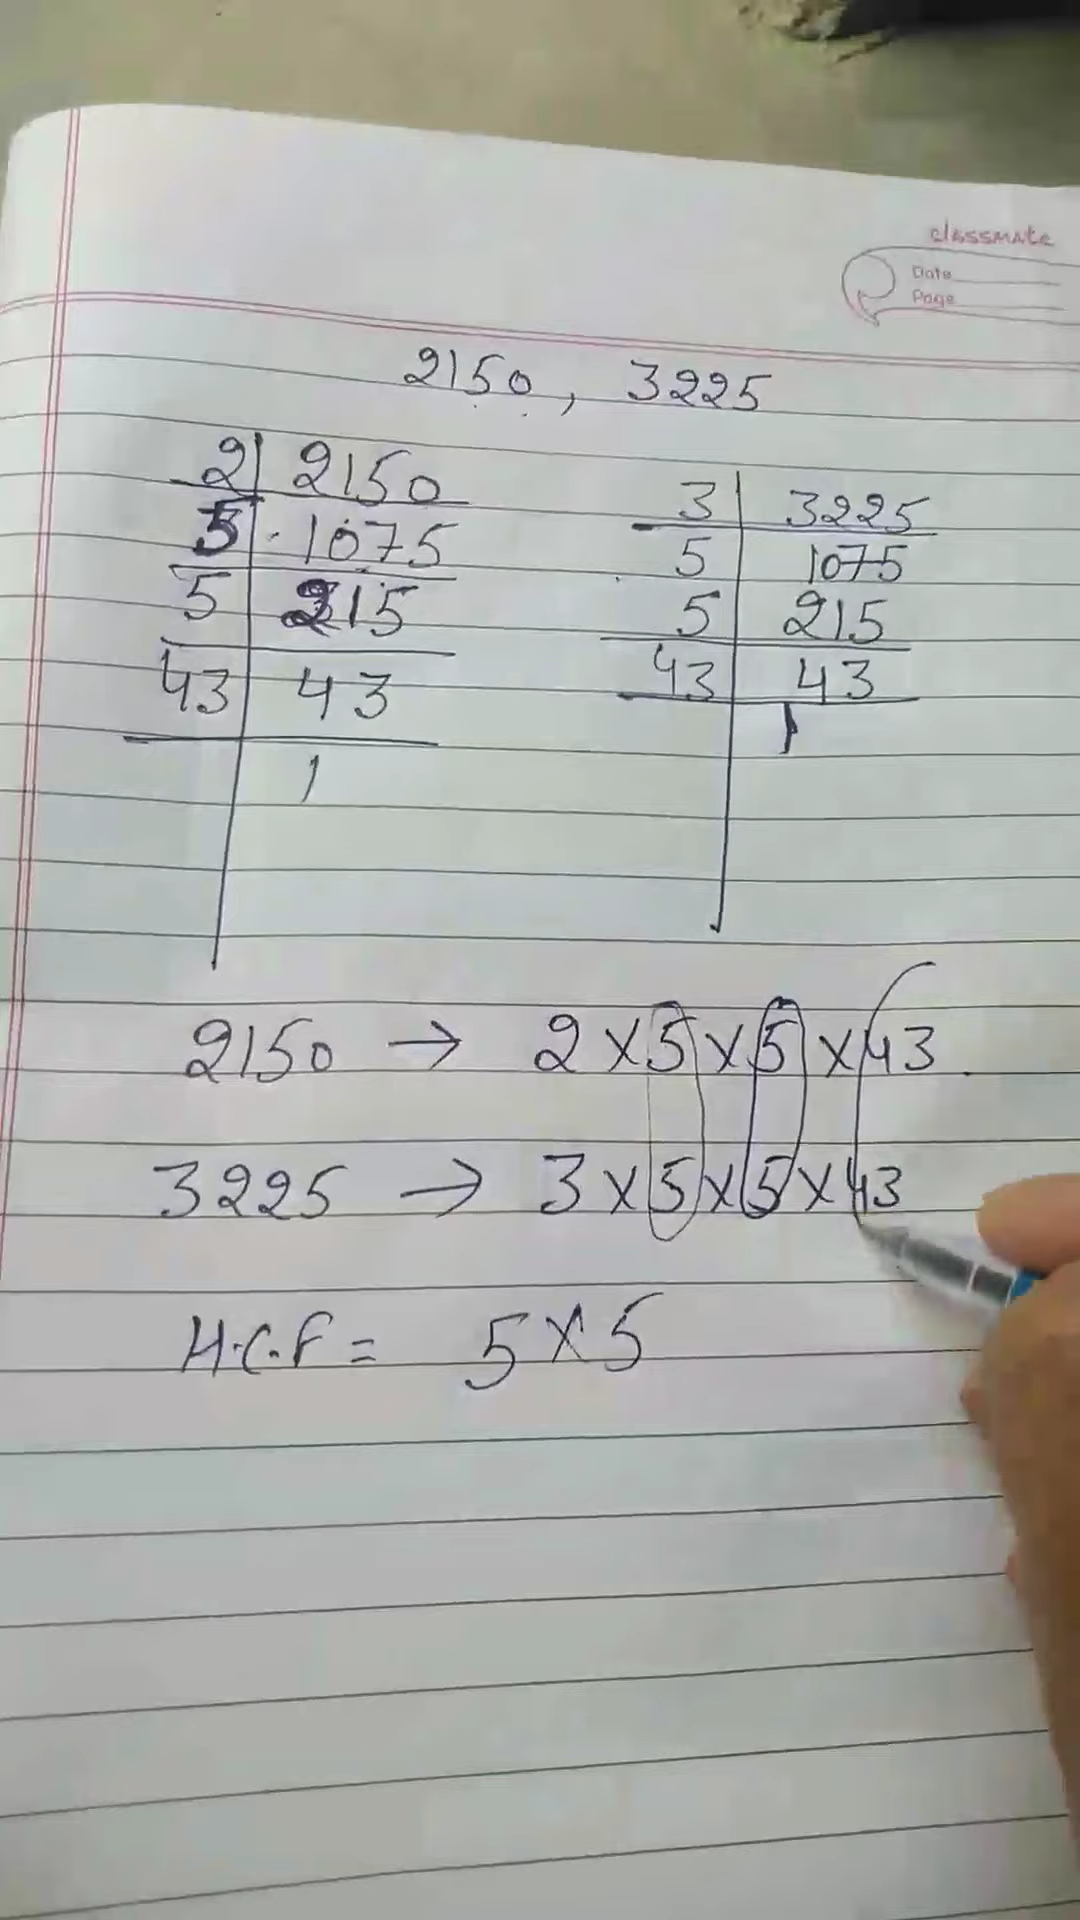 classmate
Date
Page
2150, 3225
2 | 2150
5 | 1075
5 | 215
43 | 43
1
3 | 3225
5 | 1075
5 | 215
43 | 43
1
2150 → 2 x 5 x 5 x 43
3225 → 3 x 5 x 5 x 43
H.C.F = 5 x 5